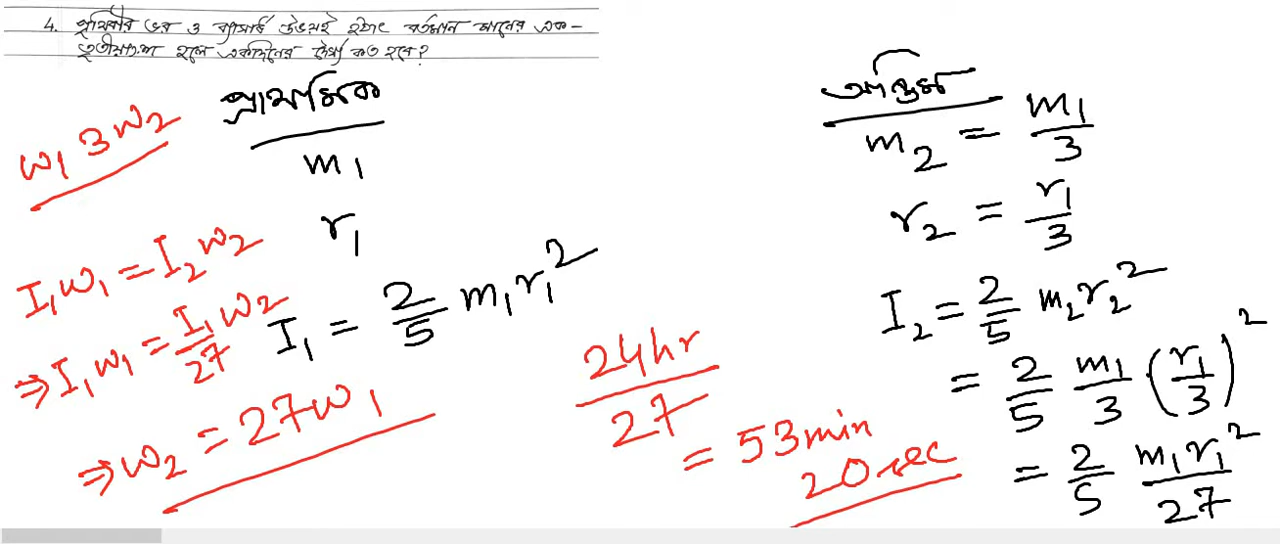 4. পৃথিবীর ভর ও ব্যাসার্ধ উভয়ই হঠাৎ বর্তমান মানের এক-
তৃতীয়াংশ হলে একদিনের দৈর্ঘ্য কত হবে?
প্রাথমিক
m₁
r₁
I₁ = 2/5 m₁r₁²
অন্তিম
m₂ = m₁/3
r₂ = r₁/3
I₂ = 2/5 m₂r₂²
= 2/5 m₁/3 (r₁/3)²
= 2/5 m₁r₁²/27
ω₁ ও ω₂
I₁ω₁ = I₂ω₂
⇒ I₁ω₁ = I₁/27 ω₂
⇒ ω₂ = 27ω₁
24hr/27
= 53min
20sec